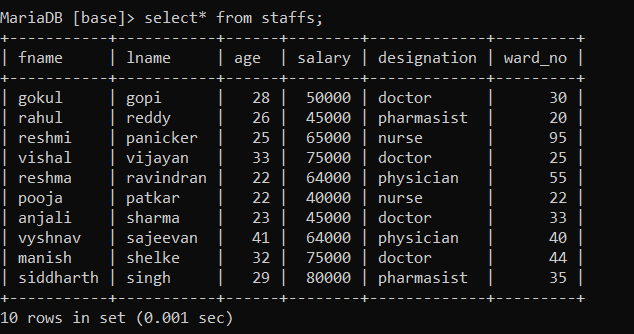 MariaDB [base]> select* from staffs;
+-----------+-----------+------+--------+-------------+---------+
| fname     | lname     | age  | salary | designation | ward_no |
+-----------+-----------+------+--------+-------------+---------+
| gokul     | gopi      |   28 |  50000 | doctor      |      30 |
| rahul     | reddy     |   26 |  45000 | pharmasist  |      20 |
| reshmi    | panicker  |   25 |  65000 | nurse       |      95 |
| vishal    | vijayan   |   33 |  75000 | doctor      |      25 |
| reshma    | ravindran |   22 |  64000 | physician   |      55 |
| pooja     | patkar    |   22 |  40000 | nurse       |      22 |
| anjali    | sharma    |   23 |  45000 | doctor      |      33 |
| vyshnav   | sajeevan  |   41 |  64000 | physician   |      40 |
| manish    | shelke    |   32 |  75000 | doctor      |      44 |
| siddharth | singh     |   29 |  80000 | pharmasist  |      35 |
+-----------+-----------+------+--------+-------------+---------+
10 rows in set (0.001 sec)